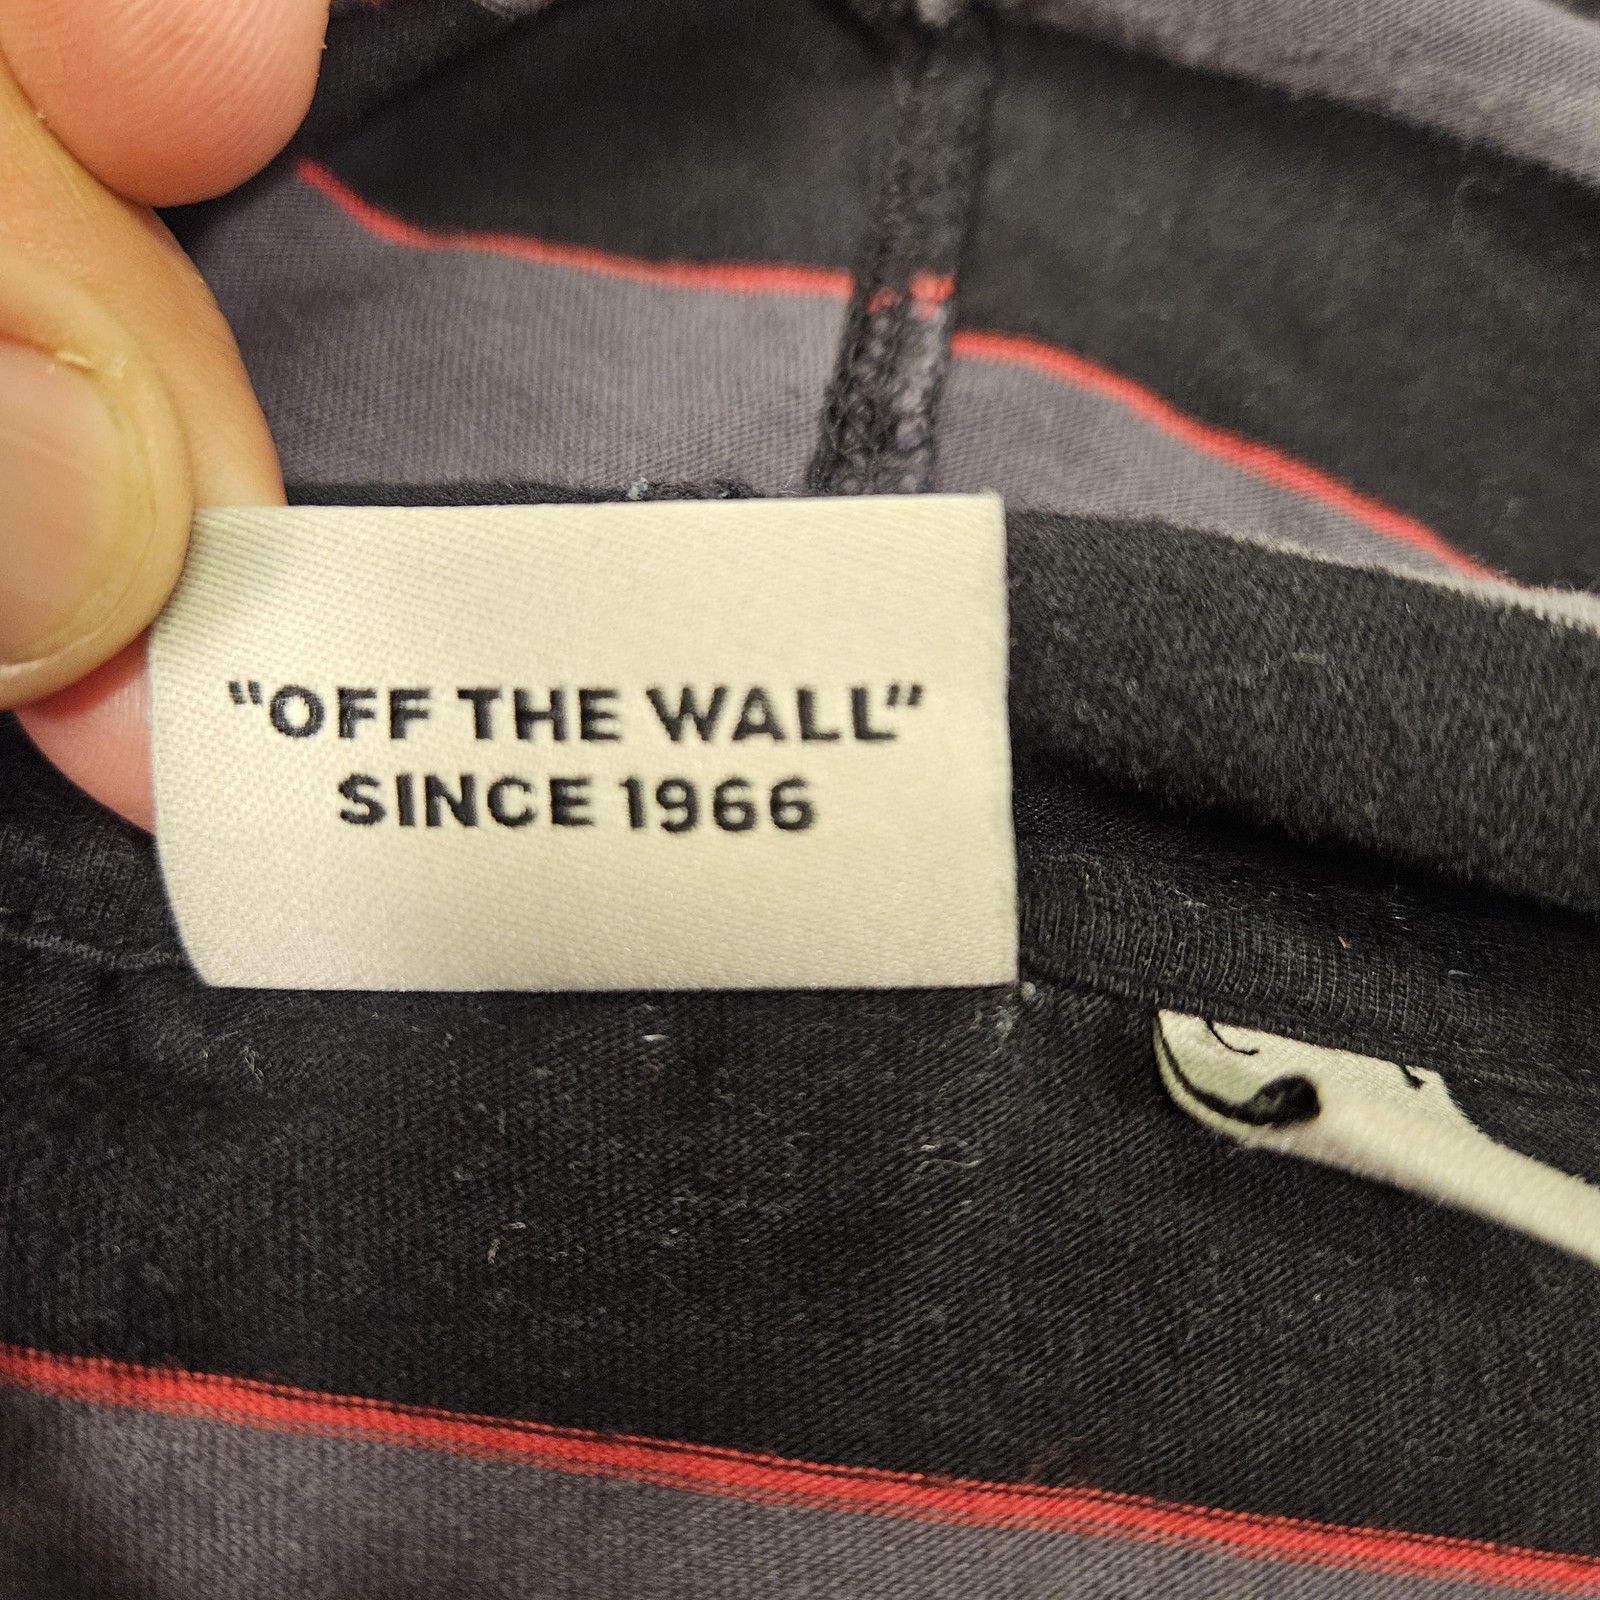 "OFF THE WALL"
SINCE 1966